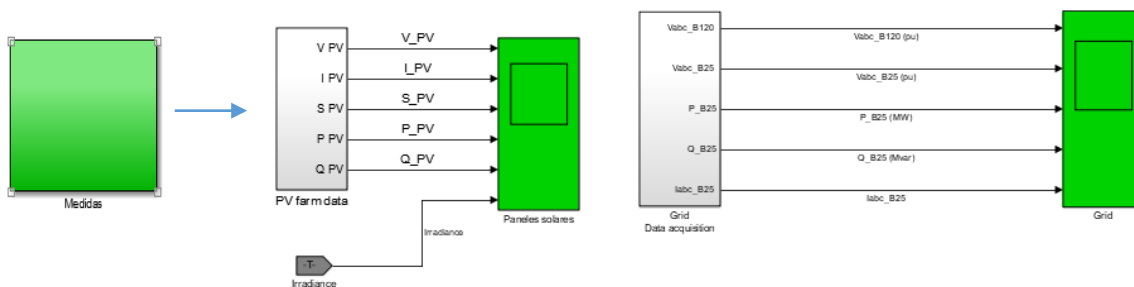 Medidas
V PV
I PV
S PV
P PV
Q PV
PV farm data
V_PV
I_PV
S_PV
P_PV
Q_PV
Irradiance
Paneles solares
-T-
Irradiance
Vabc_B120
Vabc_B25
P_B25
Q_B25
Iabc_B25
Grid
Data acquisition
Vabc_B120 (pu)
Vabc_B25 (pu)
P_B25 (MW)
Q_B25 (Mvar)
Iabc_B25
Grid